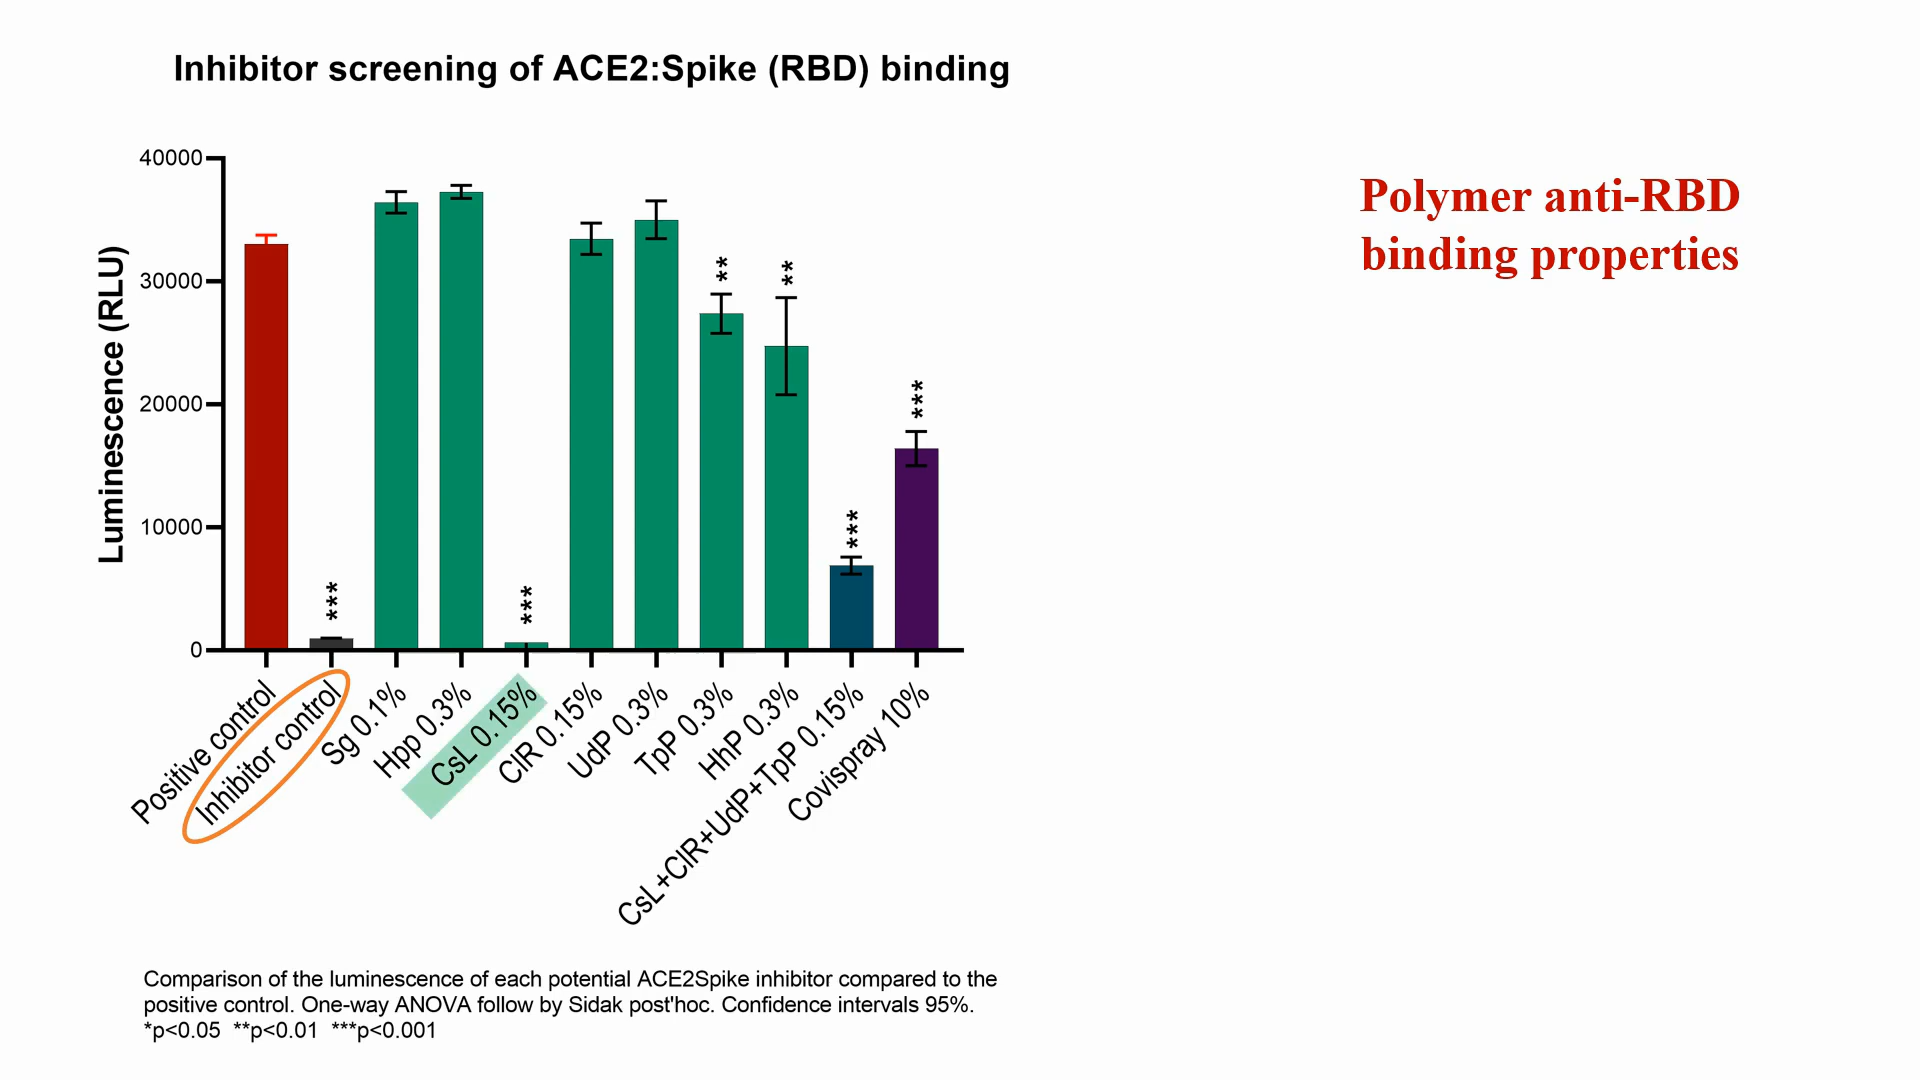 Inhibitor screening of ACE2:Spike (RBD) binding
Polymer anti-RBD
binding properties
Luminescence (RLU)
40000
30000
20000
10000
0
***
***
**
**
***
***
Positive control
Inhibitor control
Sg 0.1%
Hpp 0.3%
CsL 0.15%
ClR 0.15%
UdP 0.3%
TpP 0.3%
HhP 0.3%
CsL+ClR+UdP+TpP 0.15%
Covispray 10%
Comparison of the luminescence of each potential ACE2Spike inhibitor compared to the
positive control. One-way ANOVA follow by Sidak post'hoc. Confidence intervals 95%.
*p<0.05 **p<0.01 ***p<0.001